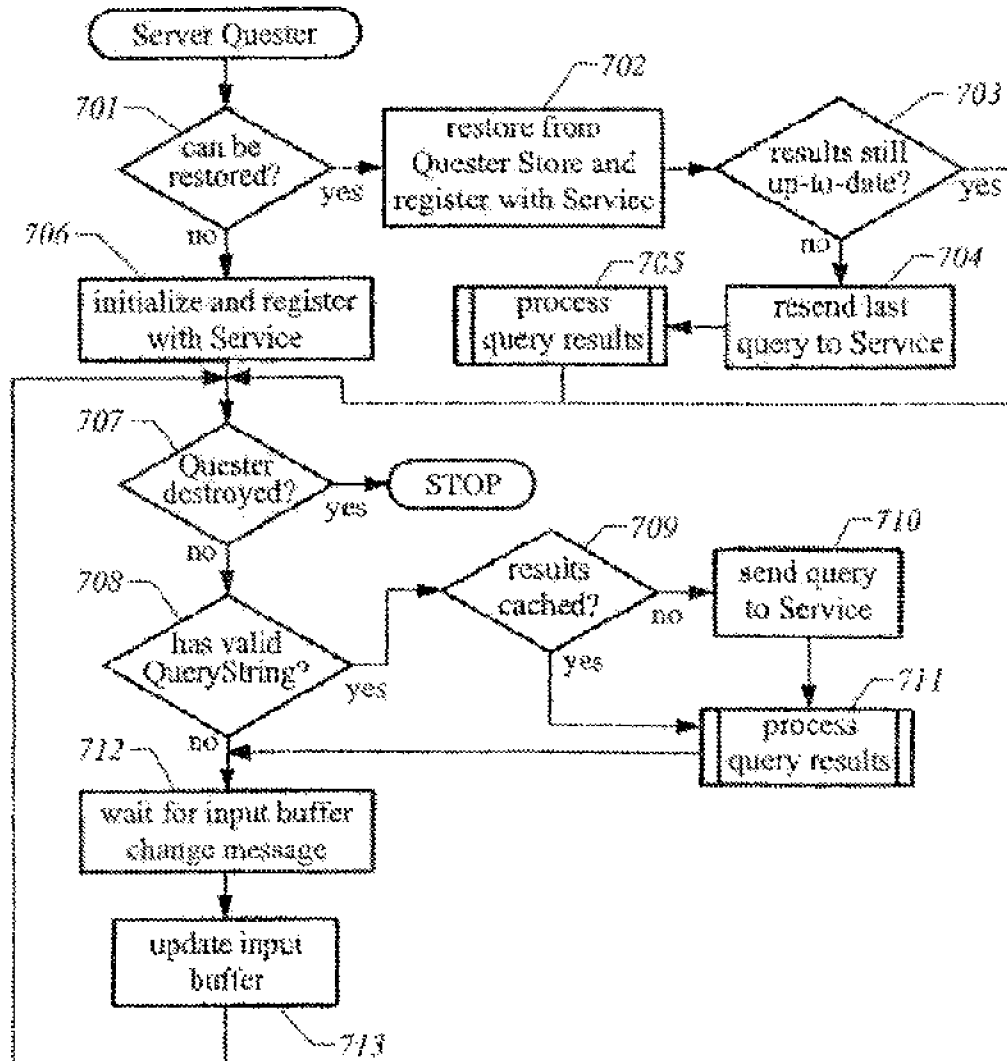 Server Quester
701
can be
restored?
yes
no
702
restore from
Quester Store and
register with Service
703
results still
up-to-date?
yes
no
704
resend last
query to Service
705
process
query results
706
initialize and register
with Service
707
Quester
destroyed?
yes
STOP
no
708
has valid
QueryString?
yes
no
709
results
cached?
no
yes
710
send query
to Service
711
process
query results
712
wait for input buffer
change message
update input
buffer
713